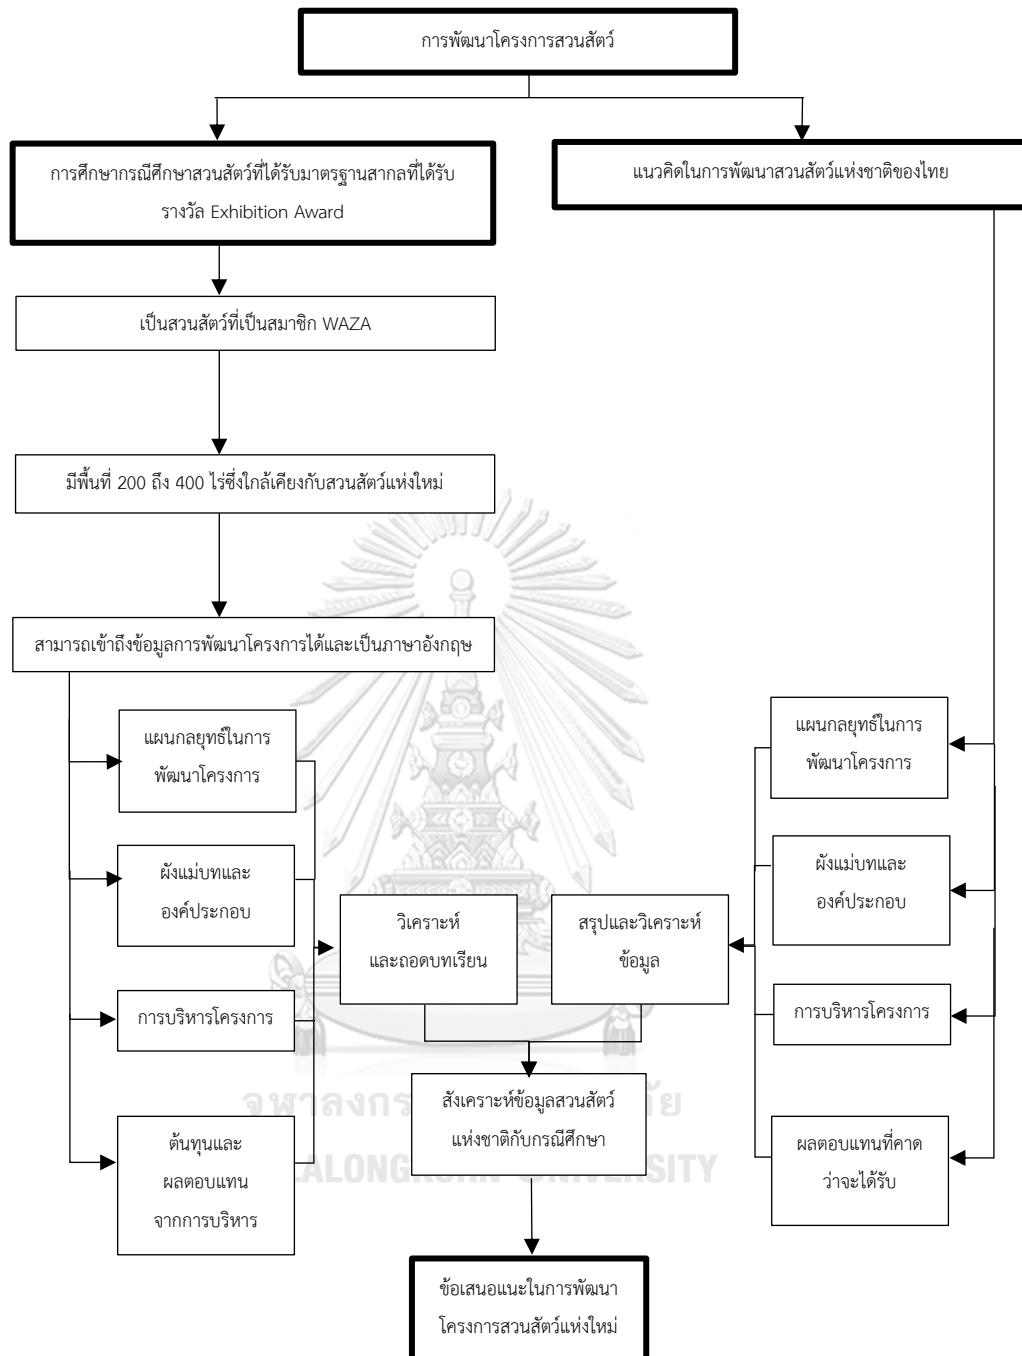 การพัฒนาโครงการสวนสัตว์
การศึกษากรณีศึกษาสวนสัตว์ที่ได้รับมาตรฐานสากลที่ได้รับ
รางวัล Exhibition Award
แนวคิดในการพัฒนาสวนสัตว์แห่งชาติของไทย
เป็นสวนสัตว์ที่เป็นสมาชิก WAZA
มีพื้นที่ 200 ถึง 400 ไร่ซึ่งใกล้เคียงกับสวนสัตว์แห่งใหม่
สามารถเข้าถึงข้อมูลการพัฒนาโครงการได้และเป็นภาษาอังกฤษ
แผนกลยุทธ์ในการ
พัฒนาโครงการ
ผังแม่บทและ
องค์ประกอบ
การบริหารโครงการ
ต้นทุนและ
ผลตอบแทน
จากการบริหาร
วิเคราะห์
และถอดบทเรียน
สรุปและวิเคราะห์
ข้อมูล
แผนกลยุทธ์ในการ
พัฒนาโครงการ
ผังแม่บทและ
องค์ประกอบ
การบริหารโครงการ
ผลตอบแทนที่คาด
ว่าจะได้รับ
สังเคราะห์ข้อมูลสวนสัตว์
แห่งชาติกับกรณีศึกษา
ข้อเสนอแนะในการพัฒนา
โครงการสวนสัตว์แห่งใหม่